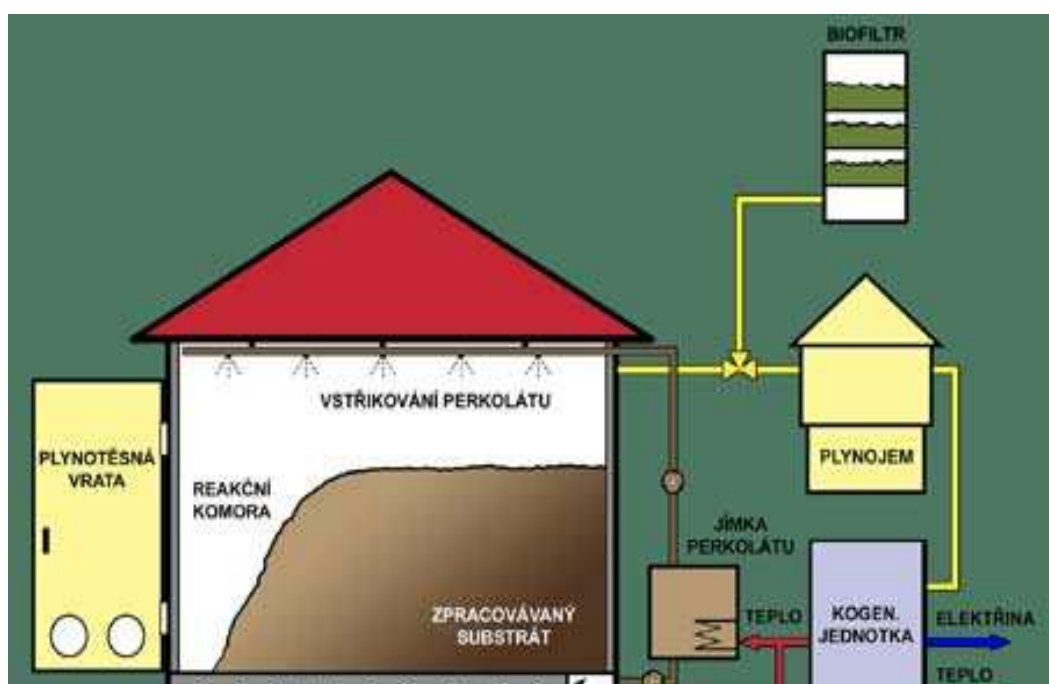 BIOFILTR
VSTŘIKOVÁNÍ PERKOLÁTU
PLYNOTĚSNÁ
VRATA
REAKČNÍ
KOMORA
PLYNOJEM
JÍMKA
PERKOLÁTU
ZPRACOVÁVANÝ
SUBSTRÁT
TEPLO
KOGEN.
JEDNOTKA
ELEKTŘINA
TEPLO